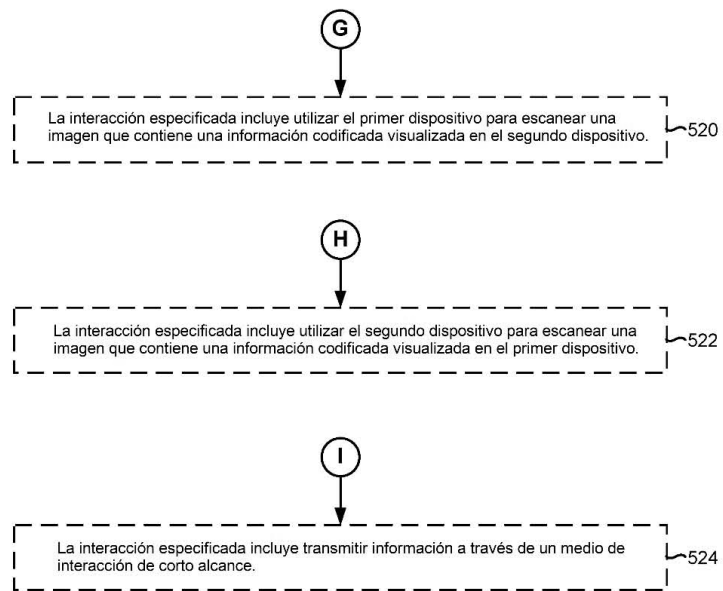 G
La interacción especificada incluye utilizar el primer dispositivo para escanear una
imagen que contiene una información codificada visualizada en el segundo dispositivo.
520
H
La interacción especificada incluye utilizar el segundo dispositivo para escanear una
imagen que contiene una información codificada visualizada en el primer dispositivo.
522
I
La interacción especificada incluye transmitir información a través de un medio de
interacción de corto alcance.
524